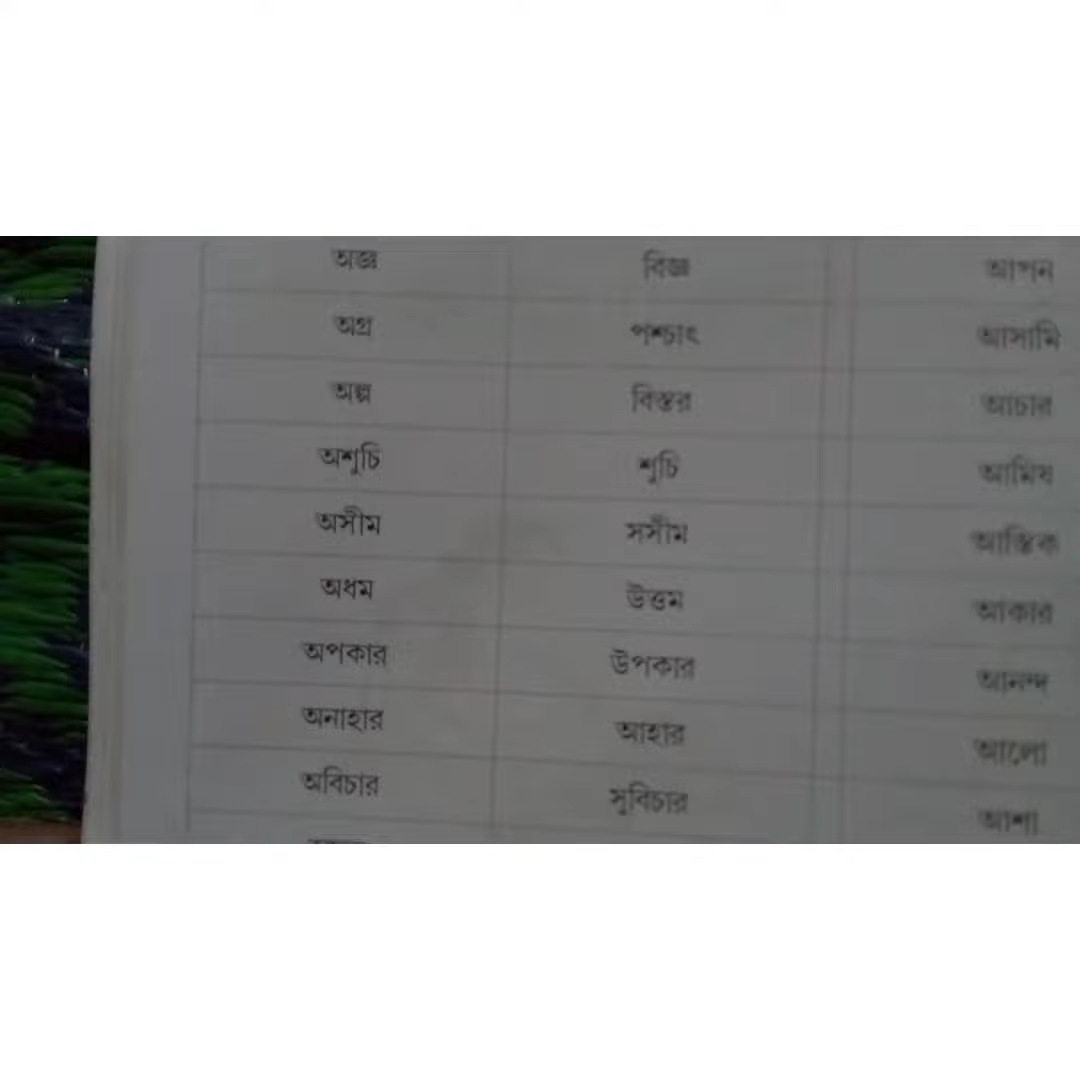 অজ্ঞ বিজ্ঞ আপন
অগ্র পশ্চাৎ আসামি
অল্প বিস্তর আচার
অশুচি শুচি আমিষ
অসীম সসীম আস্তিক
অধম উত্তম আকার
অপকার উপকার আনন্দ
অনাহার আহার আলো
অবিচার সুবিচার আশা